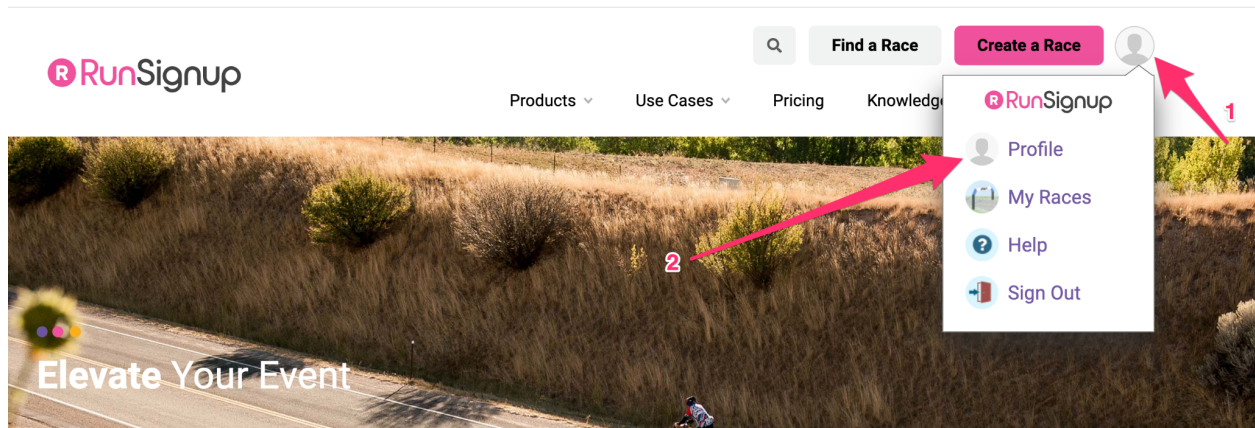 Find a Race
Create a Race
R RunSignup
Products
Use Cases
Pricing
Knowledg
R RunSignup
1
Profile
My Races
2
? Help
Sign Out
Elevate Your Event